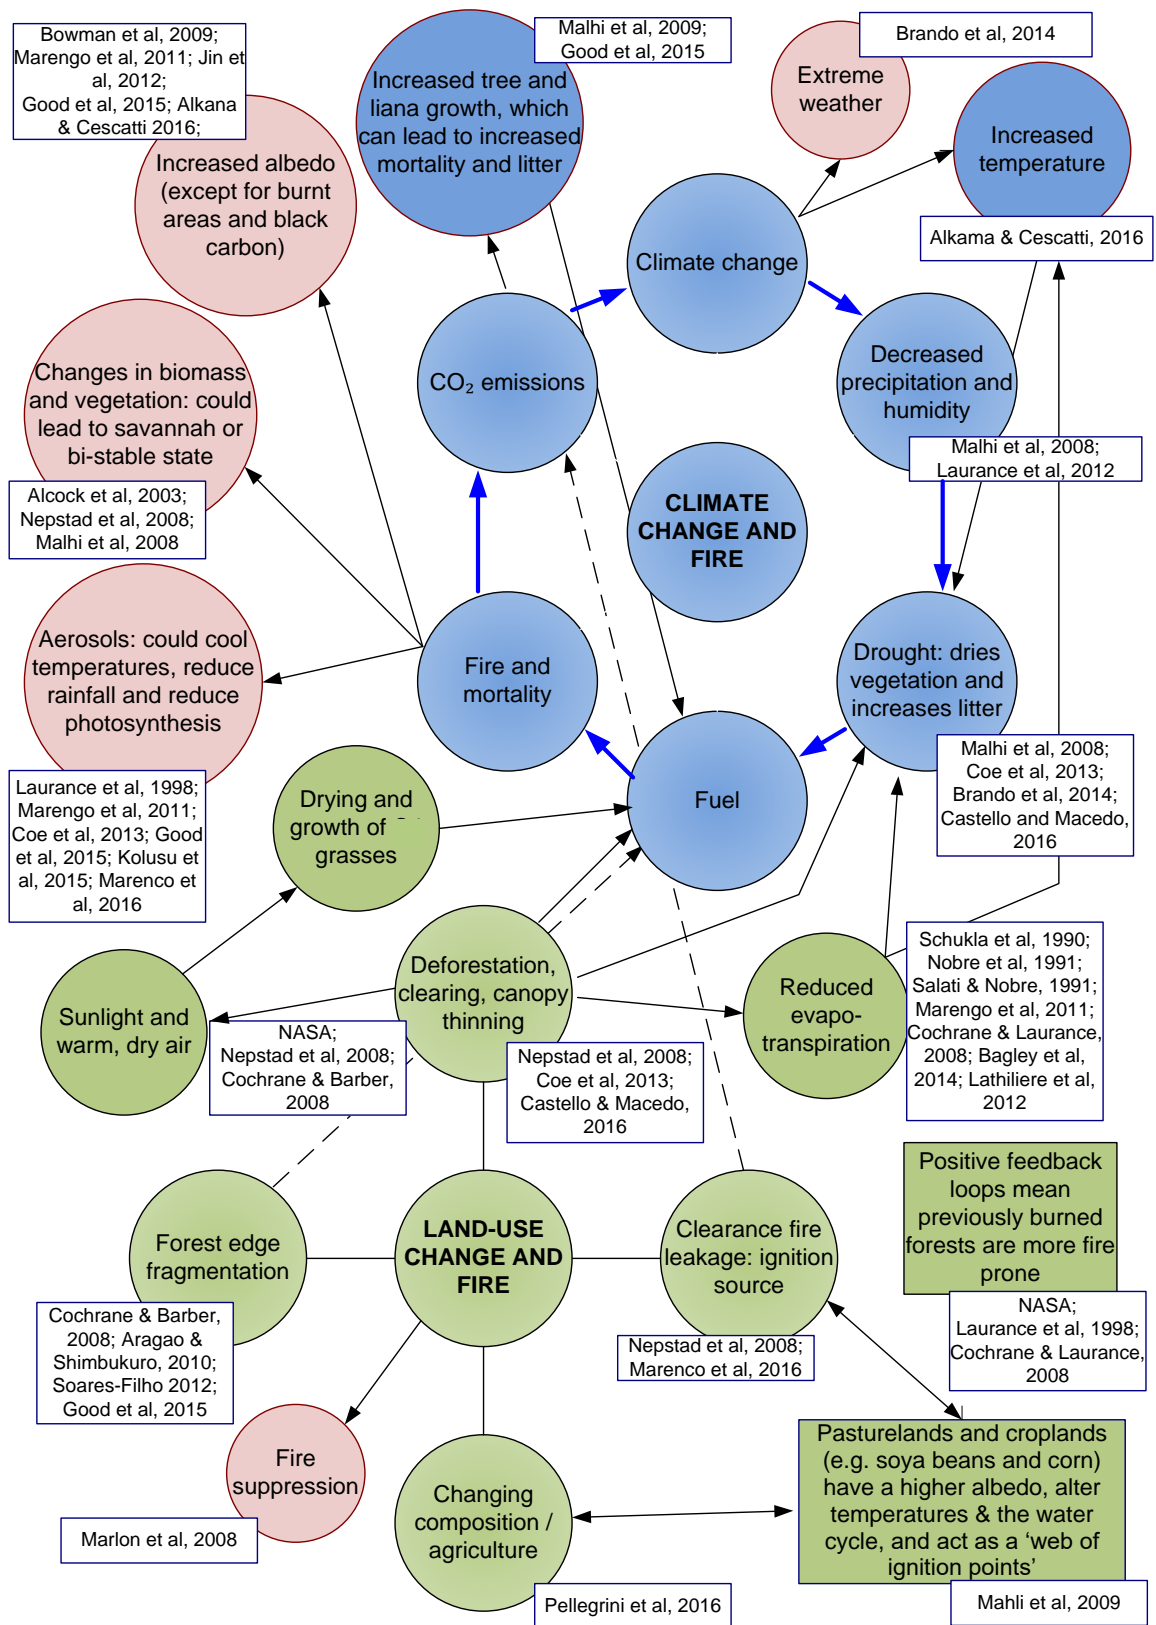 Bowman et al, 2009;
Marengo et al, 2011; Jin et
al, 2012;
Good et al, 2015; Alkana
& Cescatti 2016;
Malhi et al, 2009;
Good et al, 2015
Brando et al, 2014
Increased tree and
liana growth, which
can lead to increased
mortality and litter
Extreme
weather
Increased
temperature
Increased albedo
(except for burnt
areas and black
carbon)
Alkama & Cescatti, 2016
Climate change
Changes in biomass
and vegetation: could
lead to savannah or
bi-stable state
CO₂ emissions
Decreased
precipitation and
humidity
Malhi et al, 2008;
Laurance et al, 2012
Alcock et al, 2003;
Nepstad et al, 2008;
Malhi et al, 2008
CLIMATE
CHANGE AND
FIRE
Aerosols: could cool
temperatures, reduce
rainfall and reduce
photosynthesis
Fire and
mortality
Drought: dries
vegetation and
increases litter
Malhi et al, 2008;
Coe et al, 2013;
Brando et al, 2014;
Castello and Macedo,
2016
Laurance et al, 1998;
Marengo et al, 2011;
Coe et al, 2013; Good
et al, 2015; Kolusu et
al, 2015; Marenco et
al, 2016
Drying and
growth of
grasses
Fuel
Sunlight and
warm, dry air
Deforestation,
clearing, canopy
thinning
Reduced
evapo-
transpiration
Schukla et al, 1990;
Nobre et al, 1991;
Salati & Nobre, 1991;
Marengo et al, 2011;
Cochrane & Laurance,
2008; Bagley et al,
2014; Lathiliere et al,
2012
NASA;
Nepstad et al, 2008;
Cochrane & Barber,
2008
Nepstad et al, 2008;
Coe et al, 2013;
Castello & Macedo,
2016
Positive feedback
loops mean
previously burned
forests are more fire
prone
Forest edge
fragmentation
LAND-USE
CHANGE AND
FIRE
Clearance fire
leakage: ignition
source
NASA;
Laurance et al, 1998;
Cochrane & Laurance,
2008
Cochrane & Barber,
2008; Aragao &
Shimbukuro, 2010;
Soares-Filho 2012;
Good et al, 2015
Nepstad et al, 2008;
Marenco et al, 2016
Fire
suppression
Marlon et al, 2008
Changing
composition /
agriculture
Pasturelands and croplands
(e.g. soya beans and corn)
have a higher albedo, alter
temperatures & the water
cycle, and act as a ‘web of
ignition points’
Pellegrini et al, 2016
Mahli et al, 2009